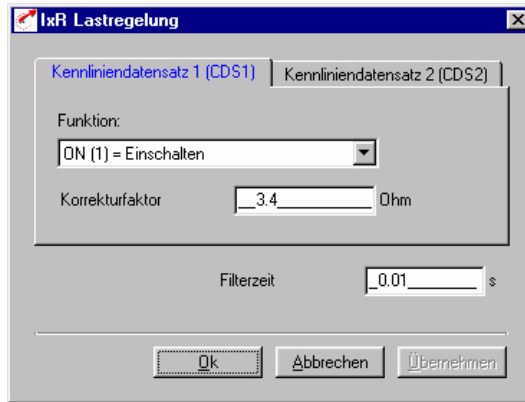 IxR Lastregelung
Kennliniendatensatz 1 (CDS1) Kennliniendatensatz 2 (CDS2)
Funktion:
ON (1) = Einschalten
Korrekturfaktor __3.4__________ Ohm
Filterzeit _0.01_______ s
Ok Abbrechen Übernehmen